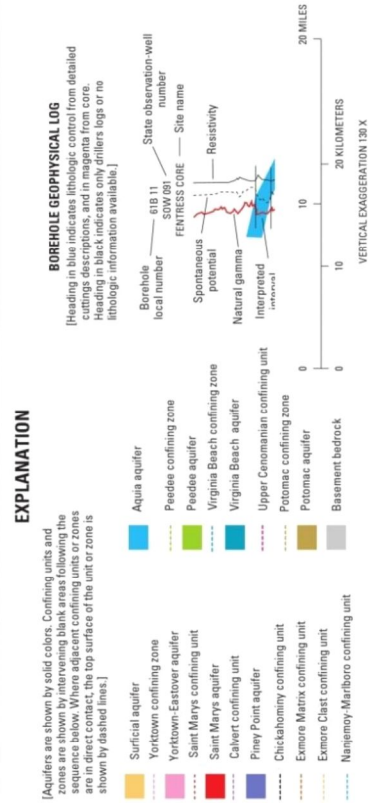 EXPLANATION
[Aquifers are shown by solid colors. Confining units and
zones are shown by intervening blank areas following the
sequence below. Where adjacent confining units or zones
are in direct contact, the top surface of the unit or zone is
shown by dashed lines.]
Surficial aquifer
Yorktown confining zone
Yorktown-Eastover aquifer
Saint Marys confining unit
Saint Marys aquifer
Calvert confining unit
Piney Point aquifer
Chickahominy confining unit
Exmore Matrix confining unit
Exmore Clast confining unit
Nanjemoy-Marlboro confining unit
Aquia aquifer
Peedee confining zone
Peedee aquifer
Virginia Beach confining zone
Virginia Beach aquifer
Upper Cenomanian confining unit
Potomac confining zone
Potomac aquifer
Basement bedrock
BOREHOLE GEOPHYSICAL LOG
[Heading in blue indicates lithologic control from detailed
cuttings descriptions, and in magenta from core.
Heading in black indicates only drillers logs or no
lithologic information available.]
Borehole
local number
61B 11
SOW 091
FENTRESS CORE
State observation-well
number
Site name
Spontaneous
potential
Resistivity
Natural gamma
Interpreted
interval
0 10 20 MILES
0 10 20 KILOMETERS
VERTICAL EXAGGERATION 130 X